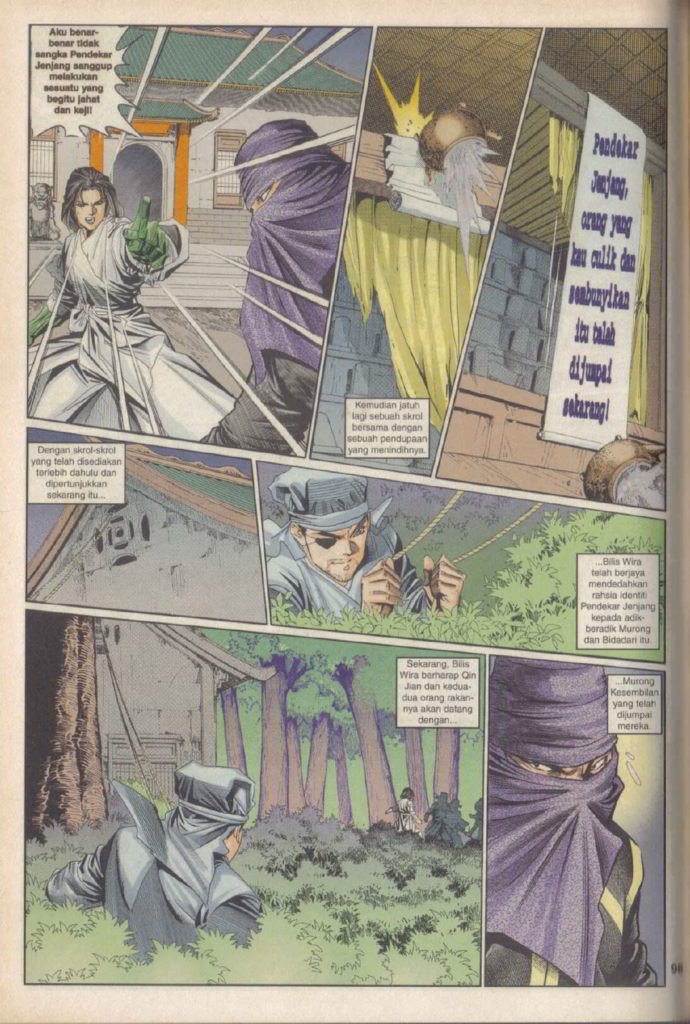 Aku benar-
benar tidak
sangka Pendekar
Jenjang sanggup
melakukan
sesuatu yang
begitu jahat
dan keji!
Kemudian jatuh
lagi sebuah skrol
bersama dengan
sebuah pendupaan
yang menindihnya.
Pendekar
Jenjang,
orang yang
kau culik dan
sembunyikan
itu telah
dijumpai
sekarang!
Dengan skrol-skrol
yang telah disediakan
terlebih dahulu dan
dipertunjukkan
sekarang itu...
...Bilis Wira
telah berjaya
mendedahkan
rahsia identiti
Pendekar Jenjang
kepada adik-
beradik Murong
dan Bidadari itu.
Sekarang, Bilis
Wira berharap Qin
Jian dan kedua-
dua orang rakan-
nya akan datang
dengan...
...Murong
Kesembilan
yang telah
dijumpai
mereka.